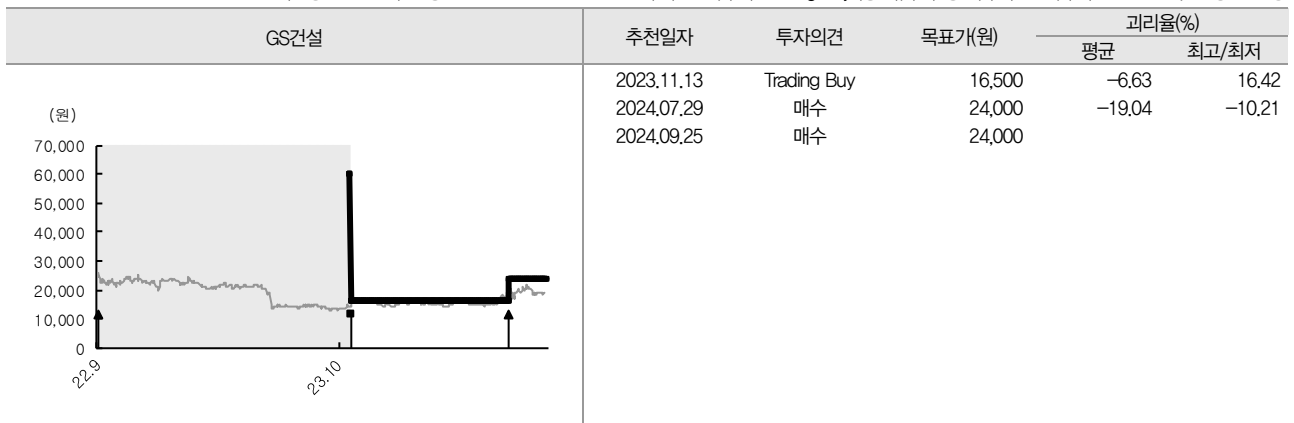 GS건설
추천일자 투자의견 목표가(원) 괴리율(%)
평균 최고/최저
2023.11.13 Trading Buy 16,500 -6.63 16.42
2024.07.29 매수 24,000 -19.04 -10.21
2024.09.25 매수 24,000
(원)
70,000
60,000
50,000
40,000
30,000
20,000
10,000
0
22.9
23.10